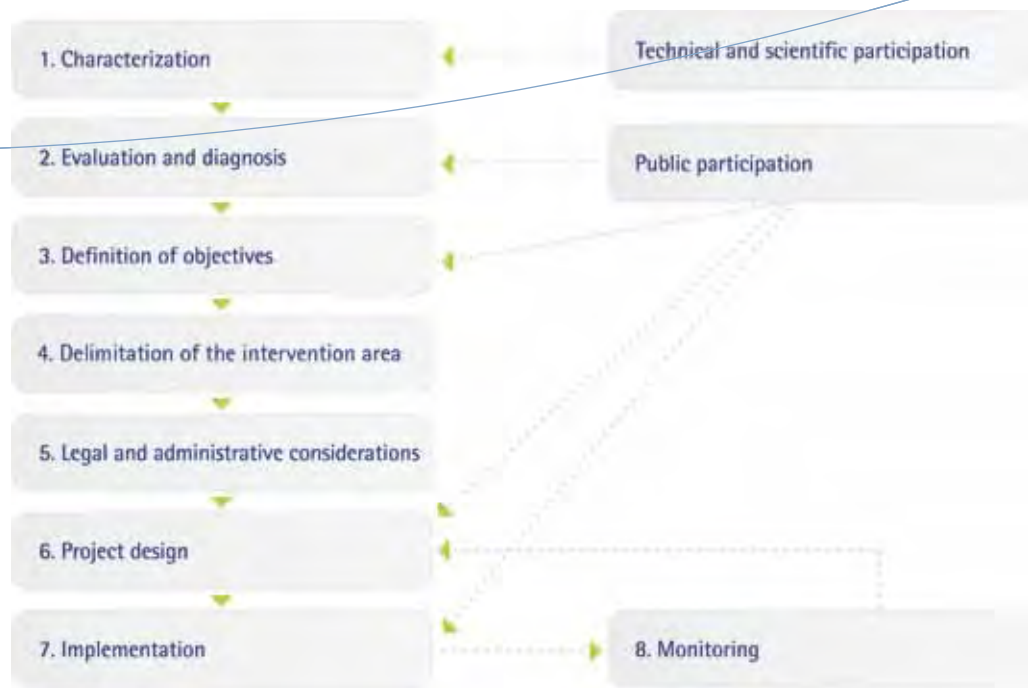 1. Characterization
Technical and scientific participation
2. Evaluation and diagnosis
Public participation
3. Definition of objectives
4. Delimitation of the intervention area
5. Legal and administrative considerations
6. Project design
7. Implementation
8. Monitoring